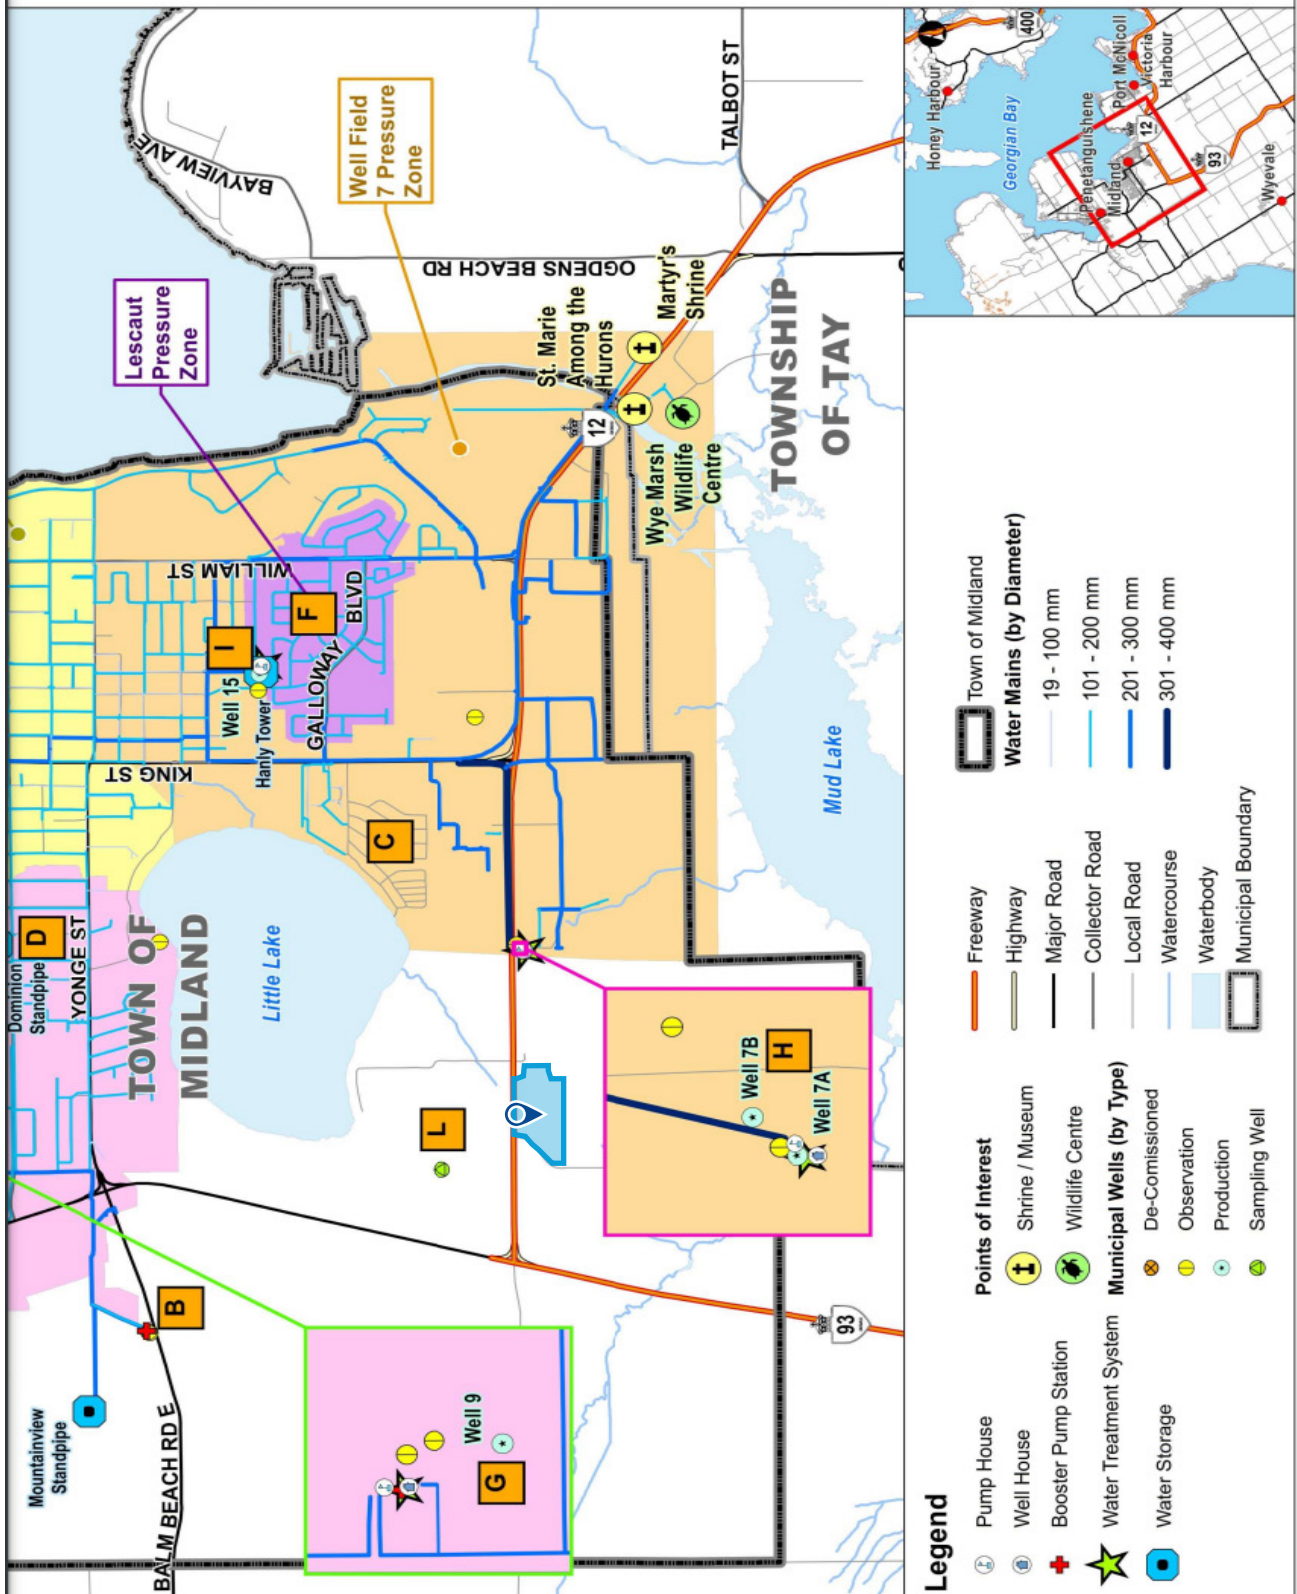 Lescaut
Pressure
Zone
Well Field
7 Pressure
Zone
BAYVIEW AVE
TALBOT ST
OGDENS BEACH RD
St. Marie
Among the
Hurons
Martyr's
Shrine
12
Wye Marsh
Wildlife
Centre
TOWNSHIP
OF TAY
Mud Lake
WILLIAM ST
I
F
BLVD
GALLOWAY
Well 15
Hanly Tower
KING ST
C
D
Dominion
Standpipe
YONGE ST
TOWN OF
MIDLAND
Little Lake
L
B
Mountainview
Standpipe
BALM BEACH RD E
Well 9
G
93
Well 7B
H
Well 7A
Honey Harbour
400
Georgian Bay
Penetanguishene
Midland
Port McNicoll
Victoria
Harbour
12
93
Wyevale
Legend
Pump House
Well House
Booster Pump Station
Water Treatment System
Water Storage
Points of Interest
Shrine / Museum
Wildlife Centre
Municipal Wells (by Type)
De-Comissioned
Observation
Production
Sampling Well
Freeway
Highway
Major Road
Collector Road
Local Road
Watercourse
Waterbody
Municipal Boundary
Town of Midland
Water Mains (by Diameter)
19 - 100 mm
101 - 200 mm
201 - 300 mm
301 - 400 mm